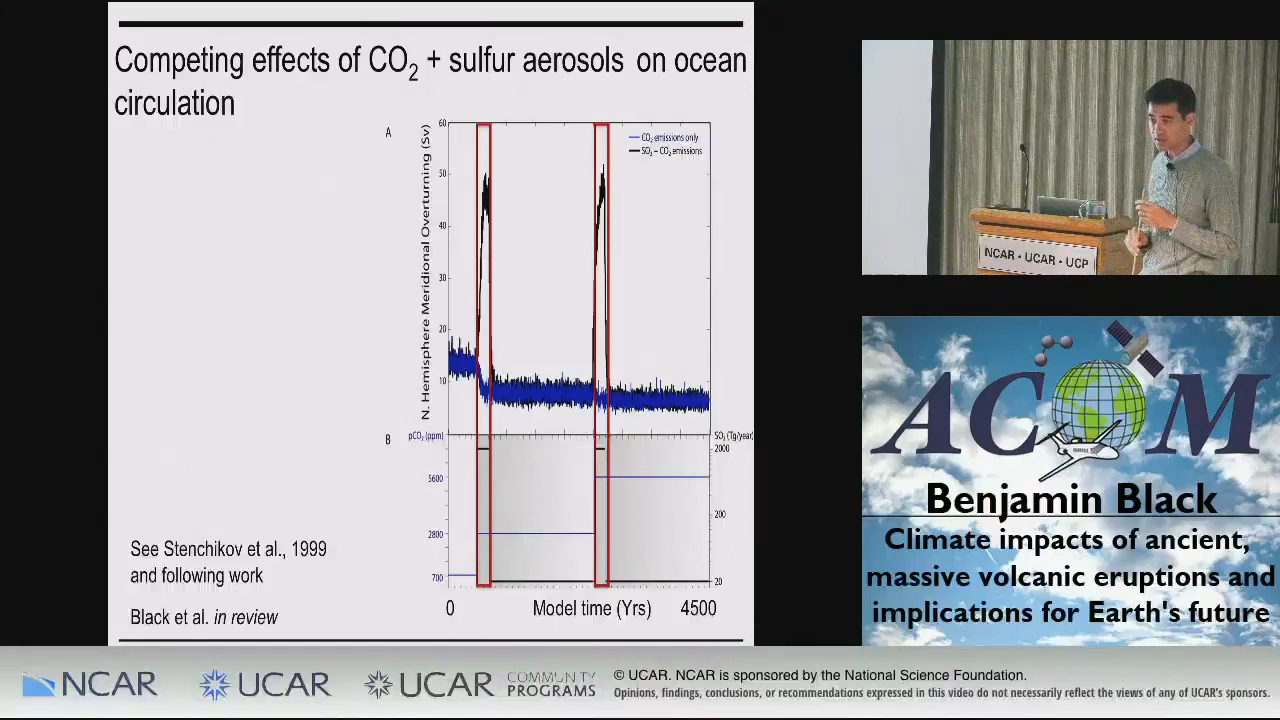 Competing effects of CO2 + sulfur aerosols on ocean
circulation
A
N. Hemisphere Meridional Overturning (Sv)
60
50
40
30
20
10
CO2 emissions only
SO2 + CO2 emissions
B
pCO2 (ppm)
5600
2800
700
SO2 (Tg/year)
2000
200
20
0
Model time (Yrs)
4500
See Stenchikov et al., 1999
and following work
Black et al. in review
NCAR • UCAR • UCP
ACOM
Benjamin Black
Climate impacts of ancient,
massive volcanic eruptions and
implications for Earth's future
NCAR
UCAR
UCAR
COMMUNITY
PROGRAMS
© UCAR. NCAR is sponsored by the National Science Foundation.
Opinions, findings, conclusions, or recommendations expressed in this video do not necessarily reflect the views of any of UCAR's sponsors.